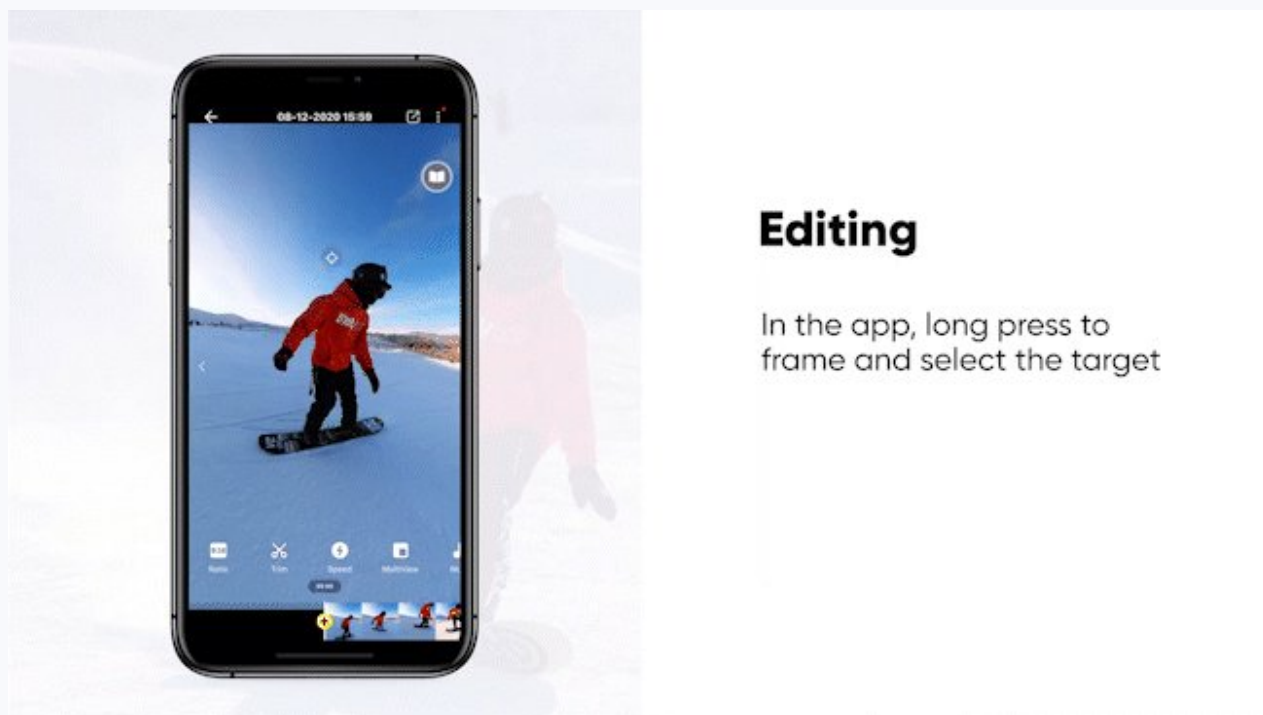 08-12-2020 15:59
Ratio
Trim
Speed
Multiview
Editing
In the app, long press to
frame and select the target